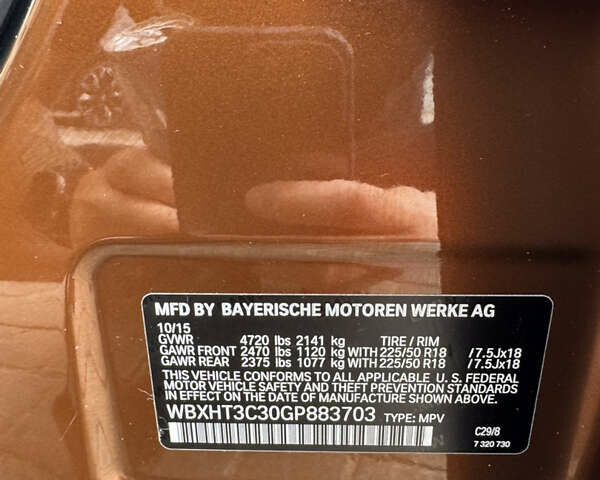 MFD BY BAYERISCHE MOTOREN WERKE AG
10/15
GVWR 4720 lbs 2141 kg TIRE / RIM
GAWR FRONT 2470 lbs 1120 kg WITH 225/50 R18 / 7.5Jx18
GAWR REAR 2375 lbs 1077 kg WITH 225/50 R18 / 7.5Jx18
THIS VEHICLE CONFORMS TO ALL APPLICABLE U. S. FEDERAL
MOTOR VEHICLE SAFETY AND THEFT PREVENTION STANDARDS
IN EFFECT ON THE DATE OF MANUFACTURE SHOWN ABOVE.
WBXHT3C30GP883703 TYPE: MPV
C29/8
7 320 730